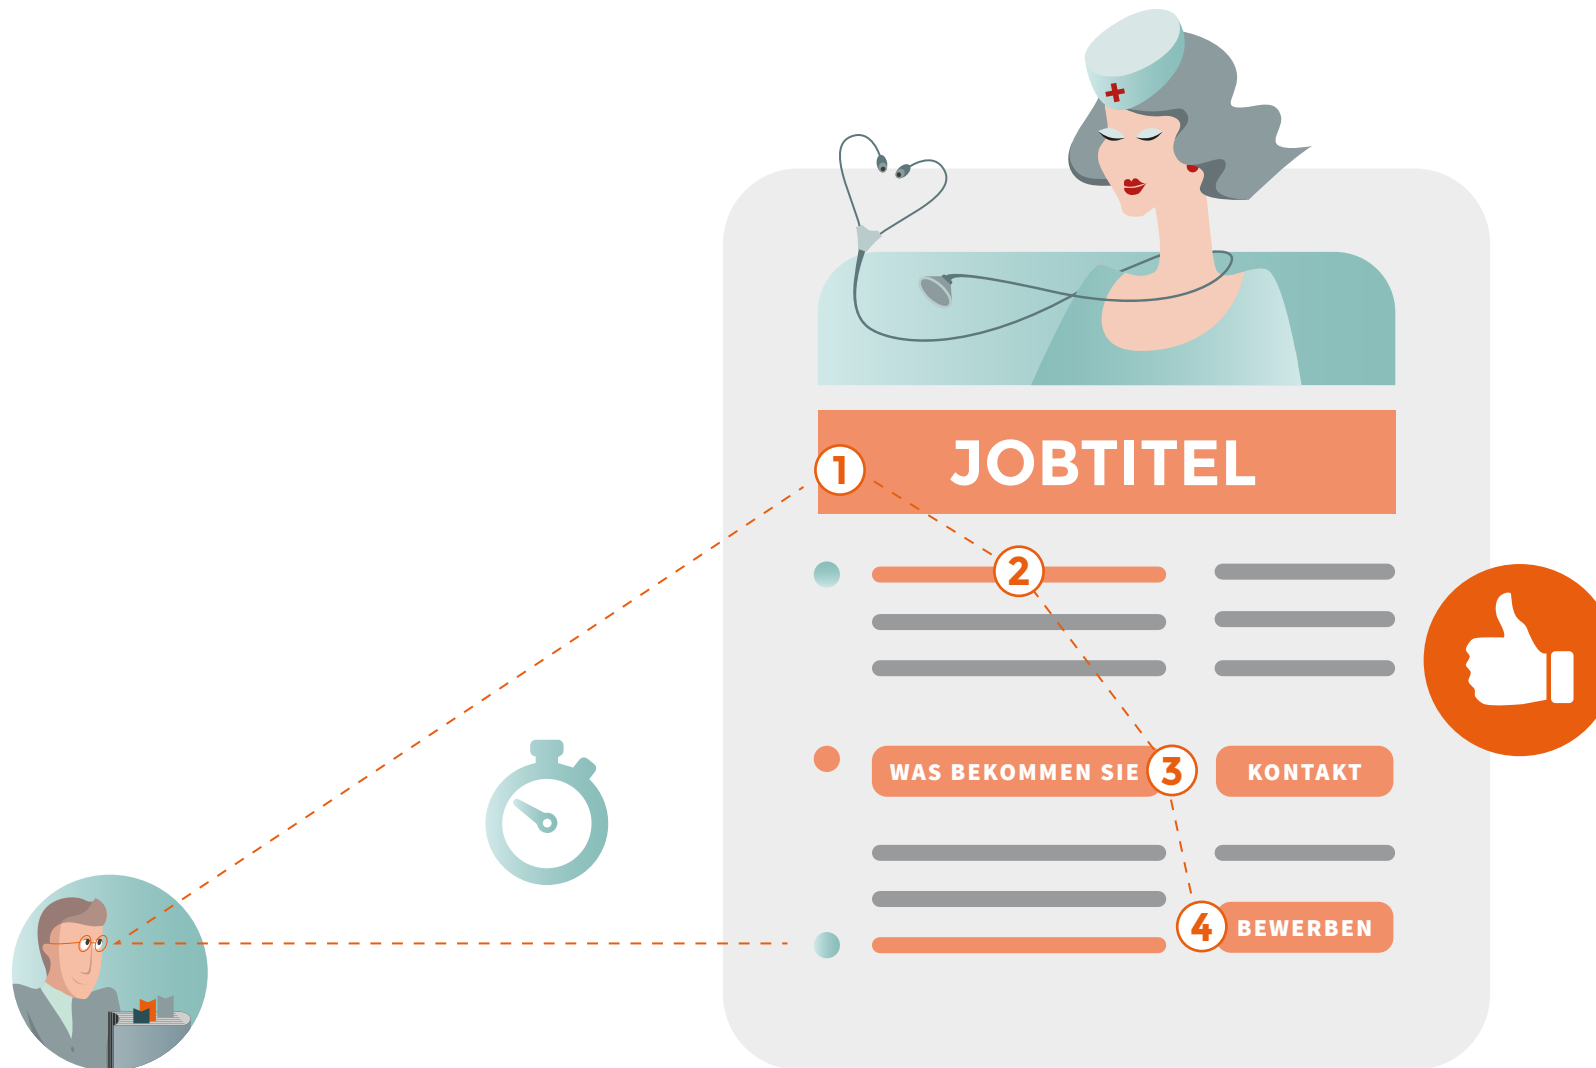 1
JOBTITEL
2
WAS BEKOMMEN SIE
3
KONTAKT
4
BEWERBEN